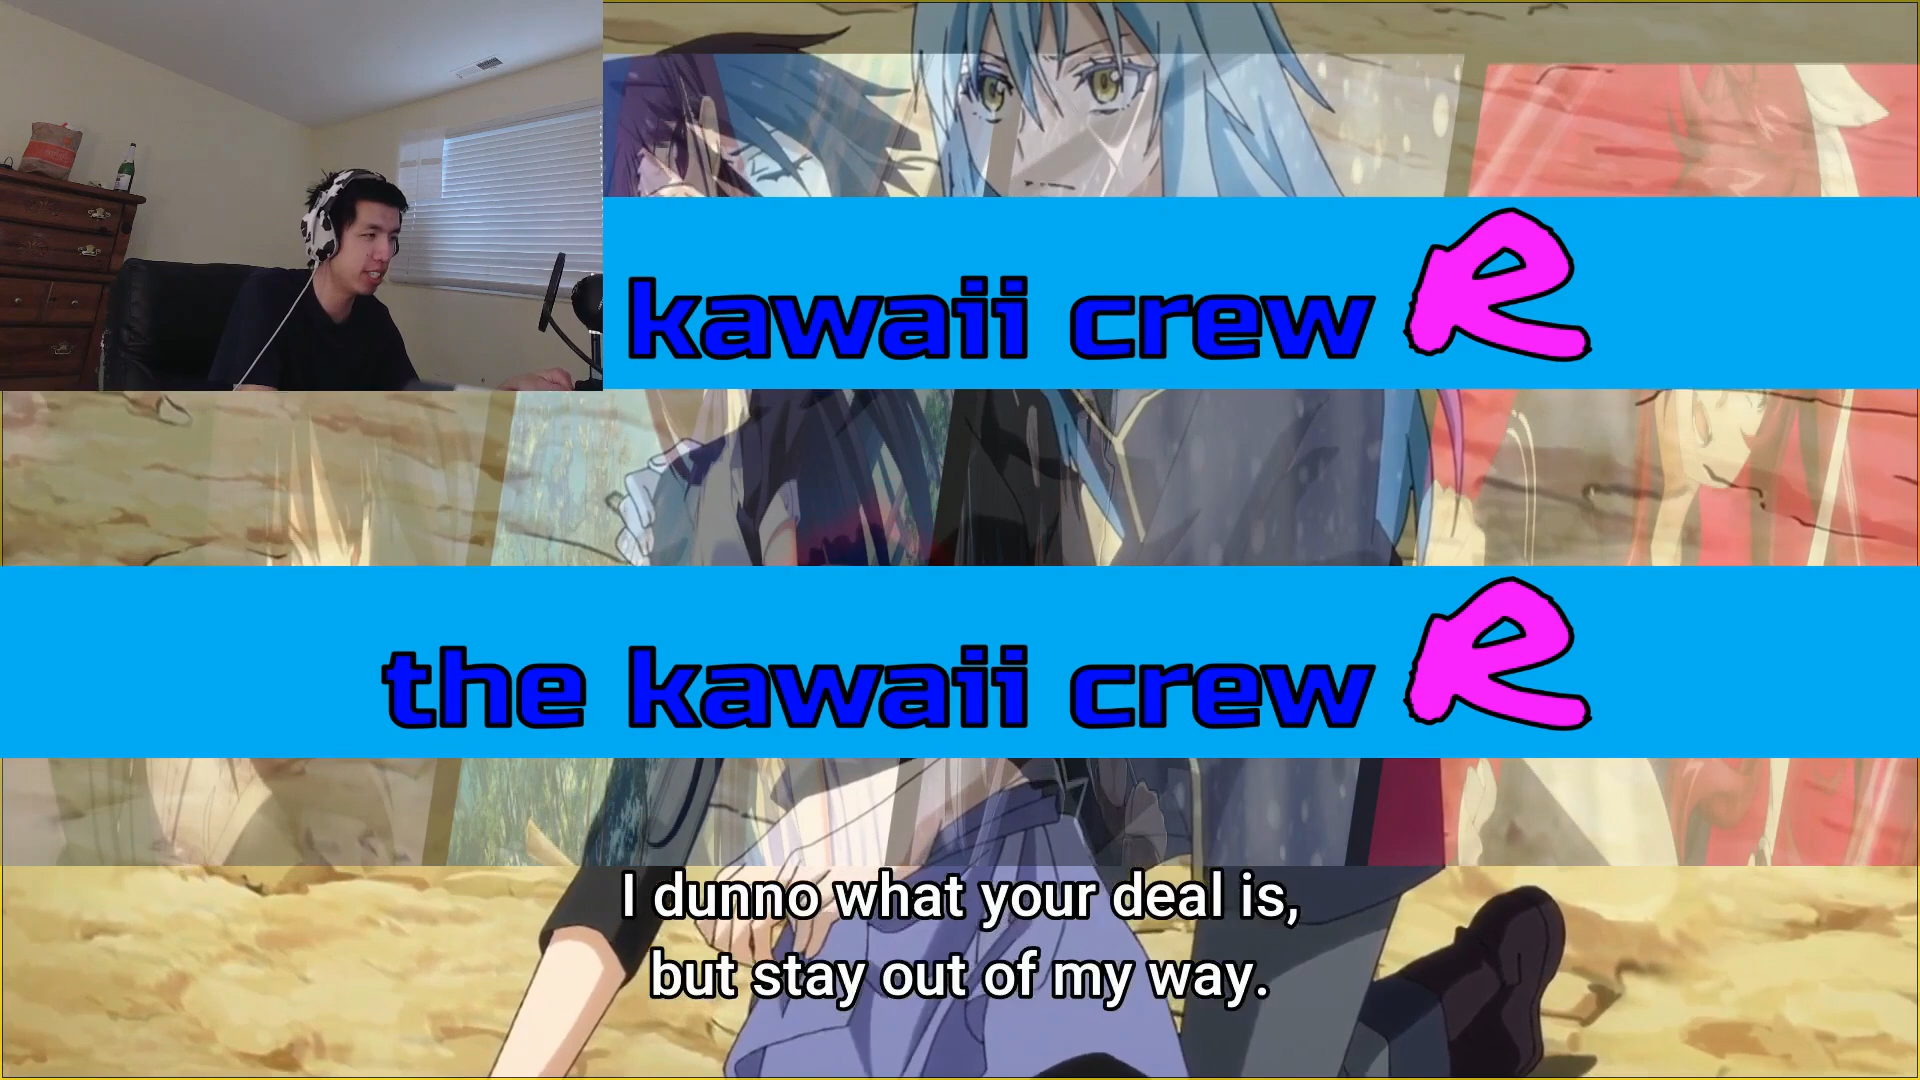 kawaii crew R
the kawaii crew R
I dunno what your deal is,
but stay out of my way.